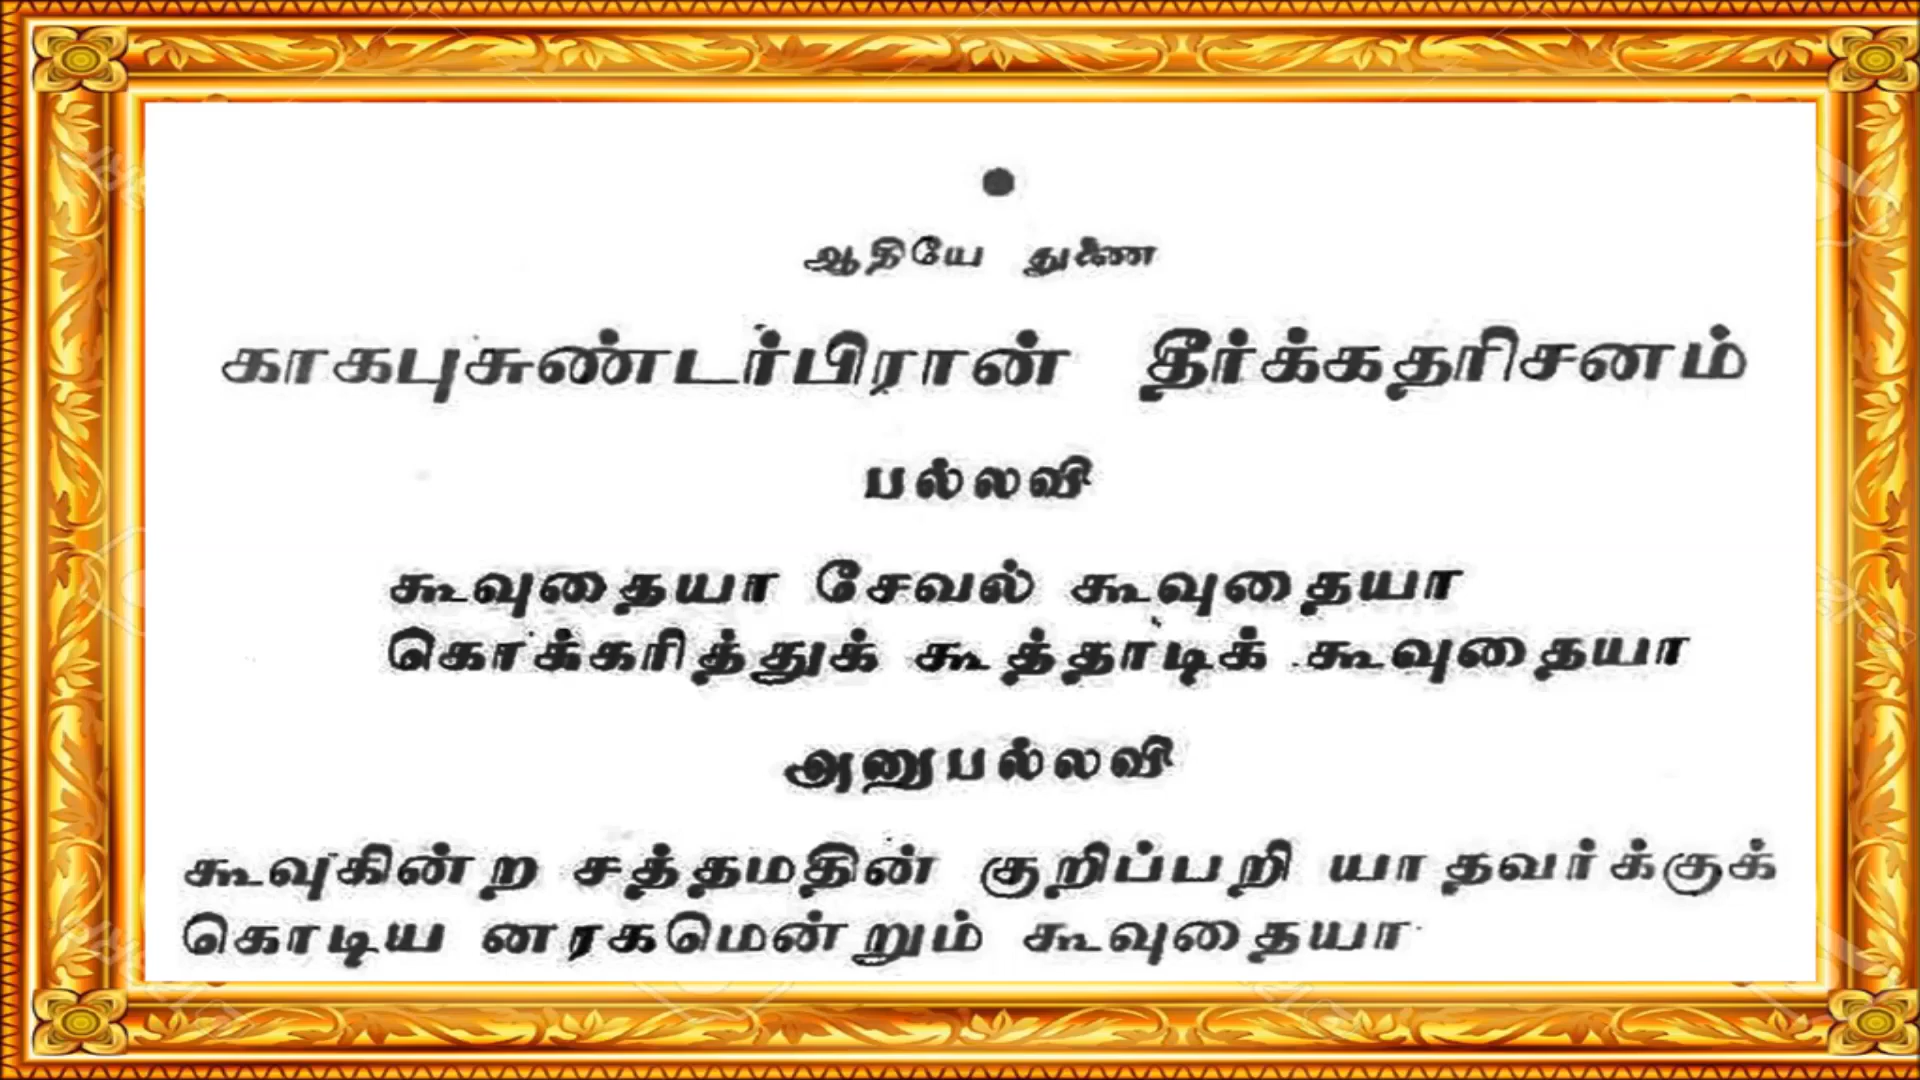 ஆதியே துணை
காகபுசுண்டர்பிரான் தீர்க்கதரிசனம்
பல்லவி
கூவுதையா சேவல் கூவுதையா
கொக்கரித்துக் கூத்தாடிக் கூவுதையா
அனுபல்லவி
கூவுகின்ற சத்தமதின் குறிப்பறி யாதவர்க்குக்
கொடிய னரகமென்றும் கூவுதையா